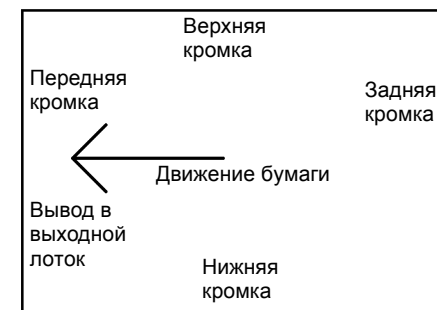 Верхняя
кромка
Передняя
кромка
Задняя
кромка
Движение бумаги
Вывод в
выходной
лоток
Нижняя
кромка